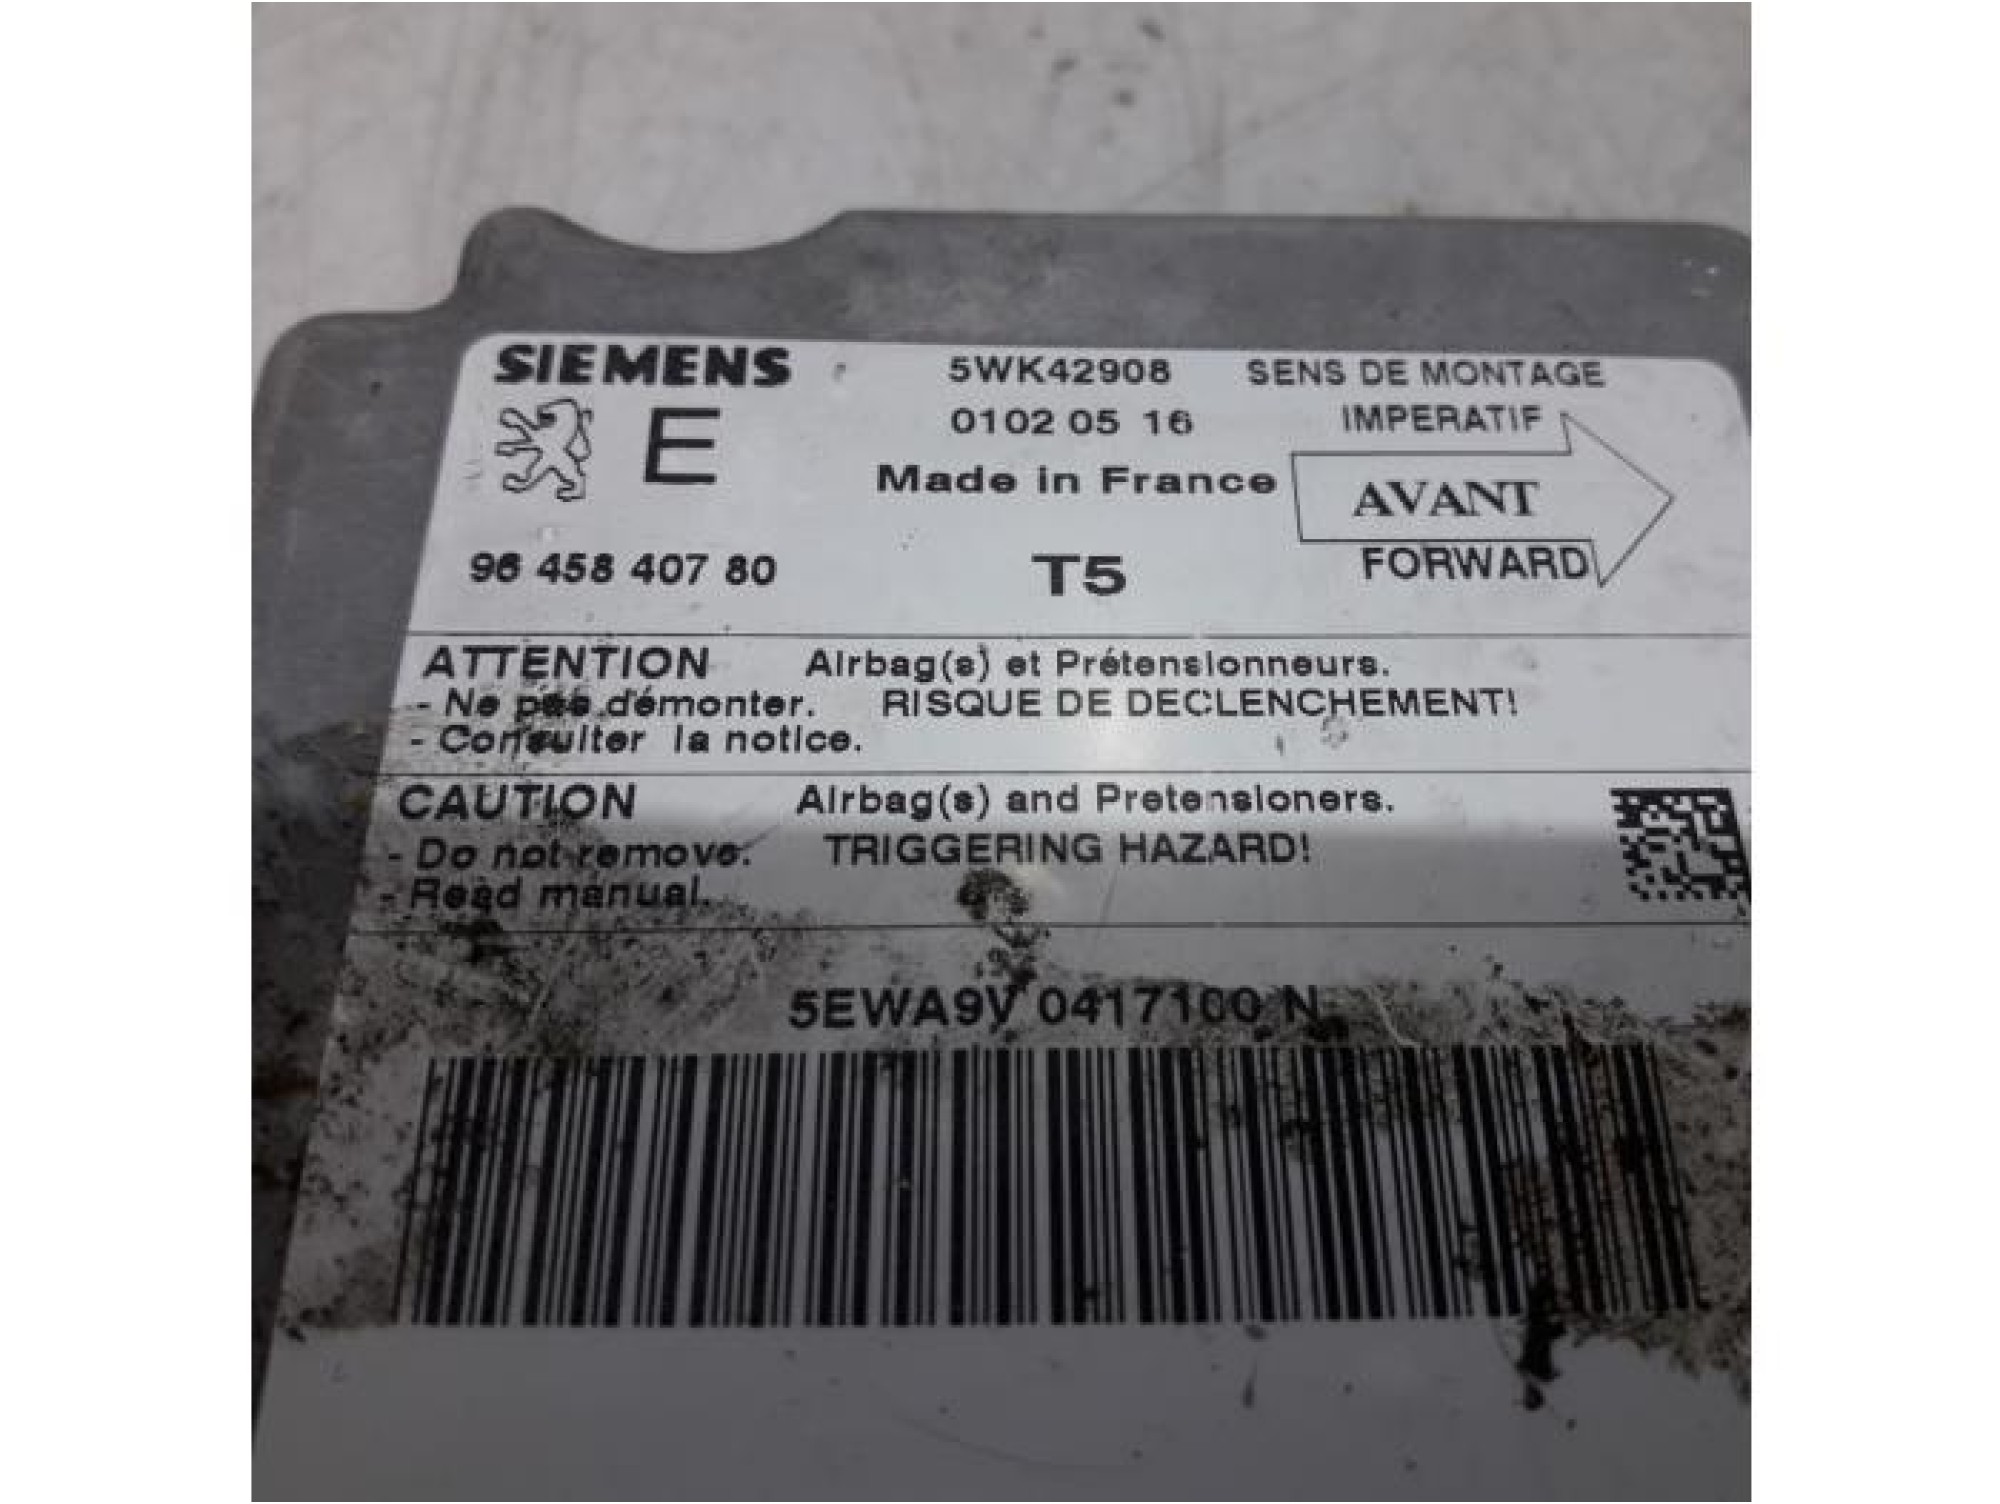 SIEMENS 5WK42908 SENS DE MONTAGE
E 0102 05 16 IMPERATIF
Made in France AVANT
96 458 407 80 T5 FORWARD
ATTENTION Airbag(s) et Prétensionneurs.
- Ne pas démonter. RISQUE DE DECLENCHEMENT!
- Consulter la notice.
CAUTION Airbag(s) and Pretensioners.
- Do not remove. TRIGGERING HAZARD!
- Read manual.
5EWA9V 0417100 N